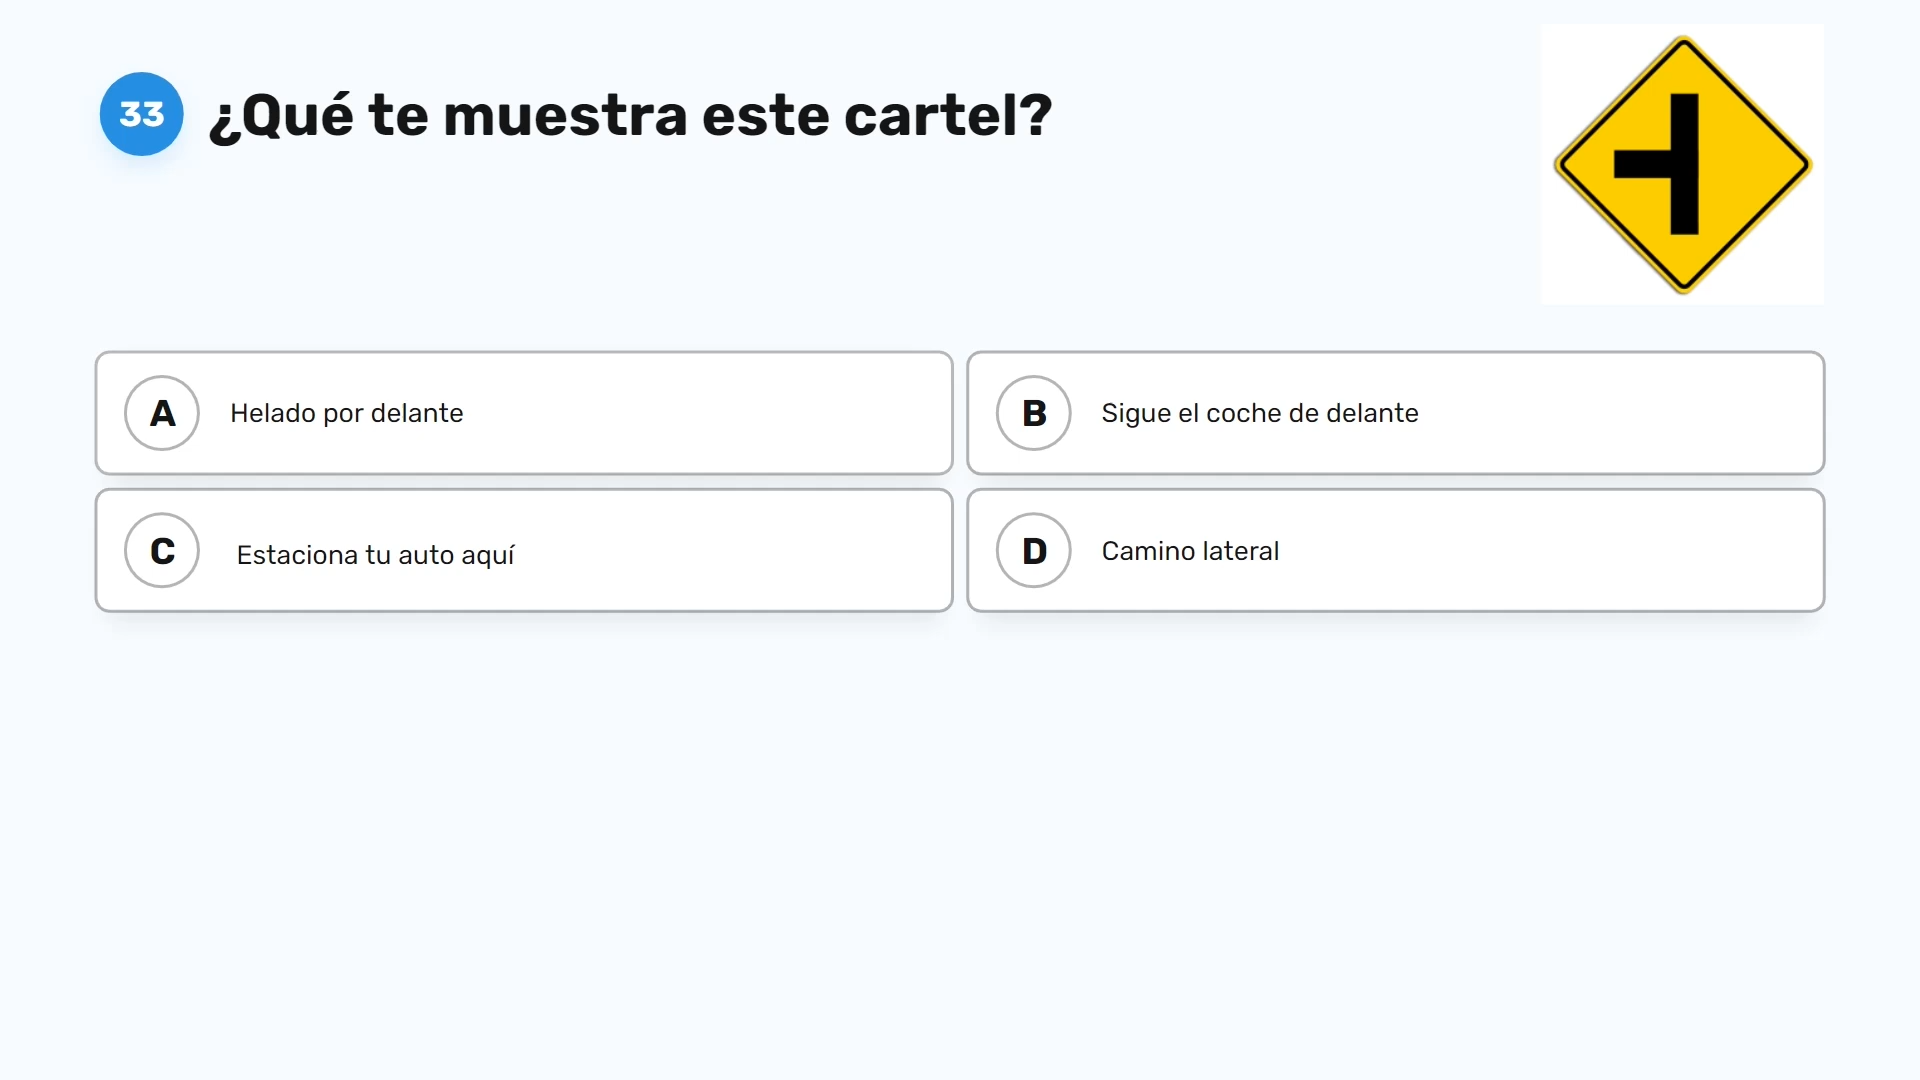 33 ¿Qué te muestra este cartel?
A Helado por delante
B Sigue el coche de delante
C Estaciona tu auto aquí
D Camino lateral